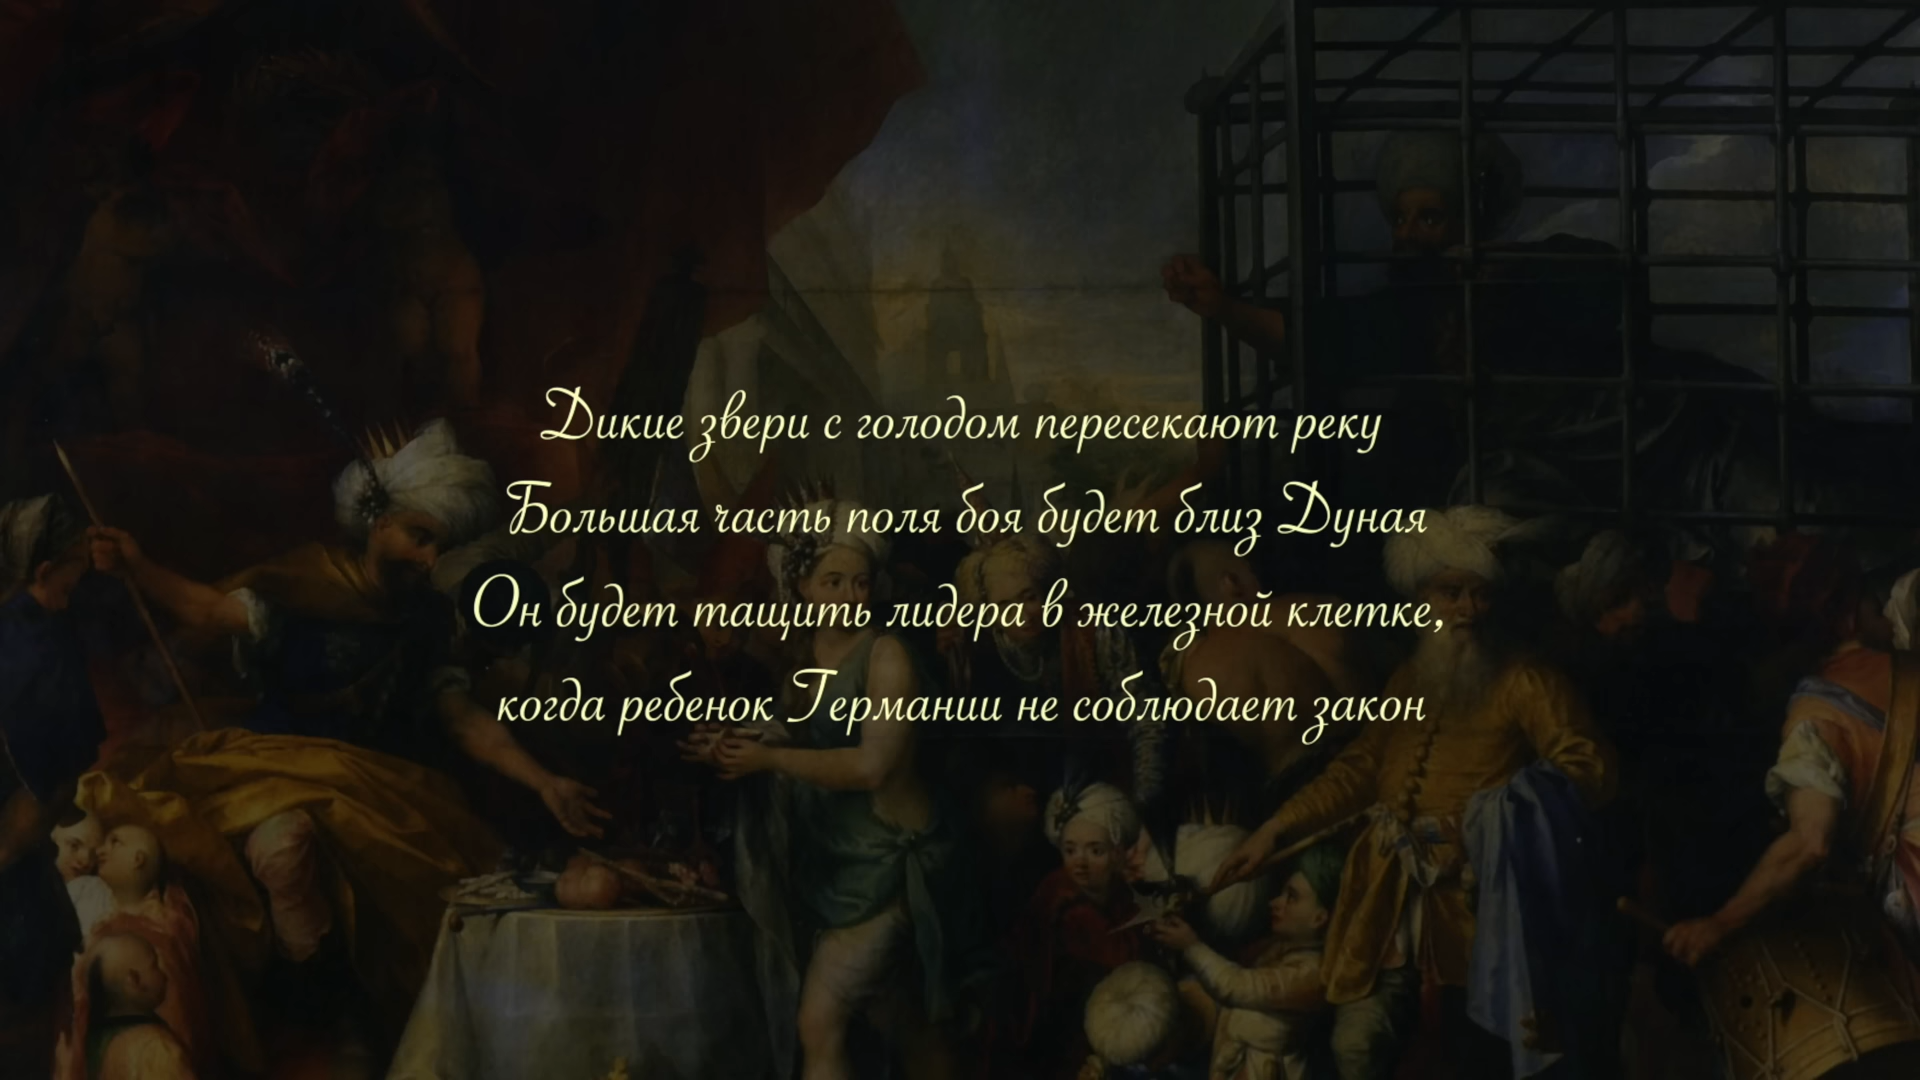 Дикие звери с голодом пересекают реку
Большая часть поля боя будет близ Дуная
Он будет тащить лидера в железной клетке,
когда ребенок Германии не соблюдает закон